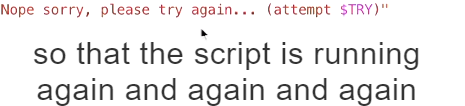 Nope sorry, please try again... (attempt $TRY)"
so that the script is running
again and again and again